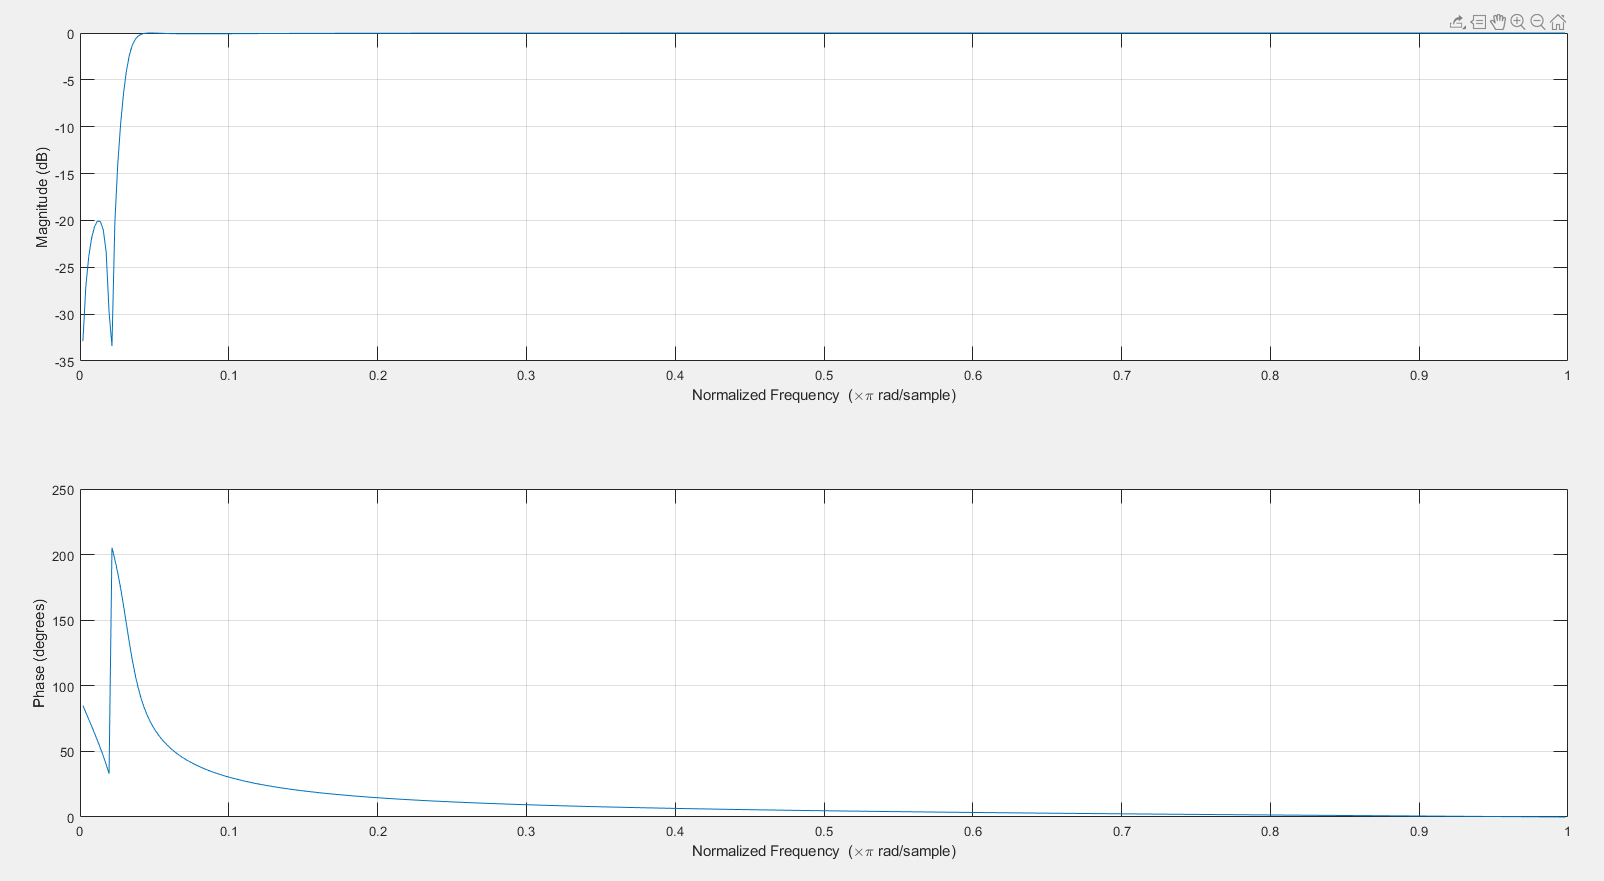 0
-5
-10
-15
-20
-25
-30
-35
Magnitude (dB)
0 0.1 0.2 0.3 0.4 0.5 0.6 0.7 0.8 0.9 1
Normalized Frequency (×π rad/sample)
250
200
150
100
50
0
Phase (degrees)
0 0.1 0.2 0.3 0.4 0.5 0.6 0.7 0.8 0.9 1
Normalized Frequency (×π rad/sample)